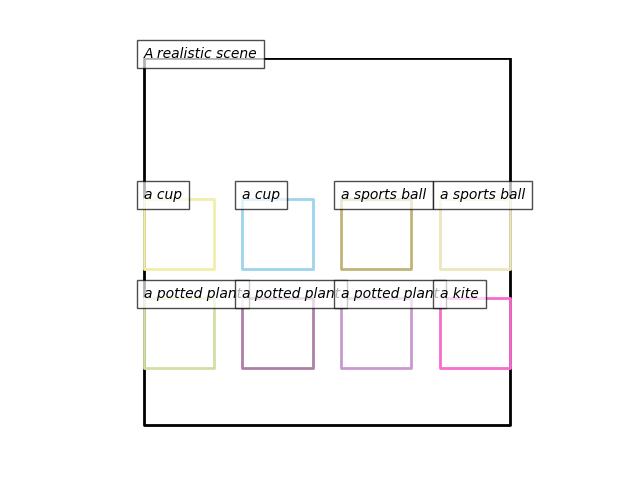 A realistic scene
a cup
a cup
a sports ball
a sports ball
a potted plant
a potted plant
a potted plant
a kite